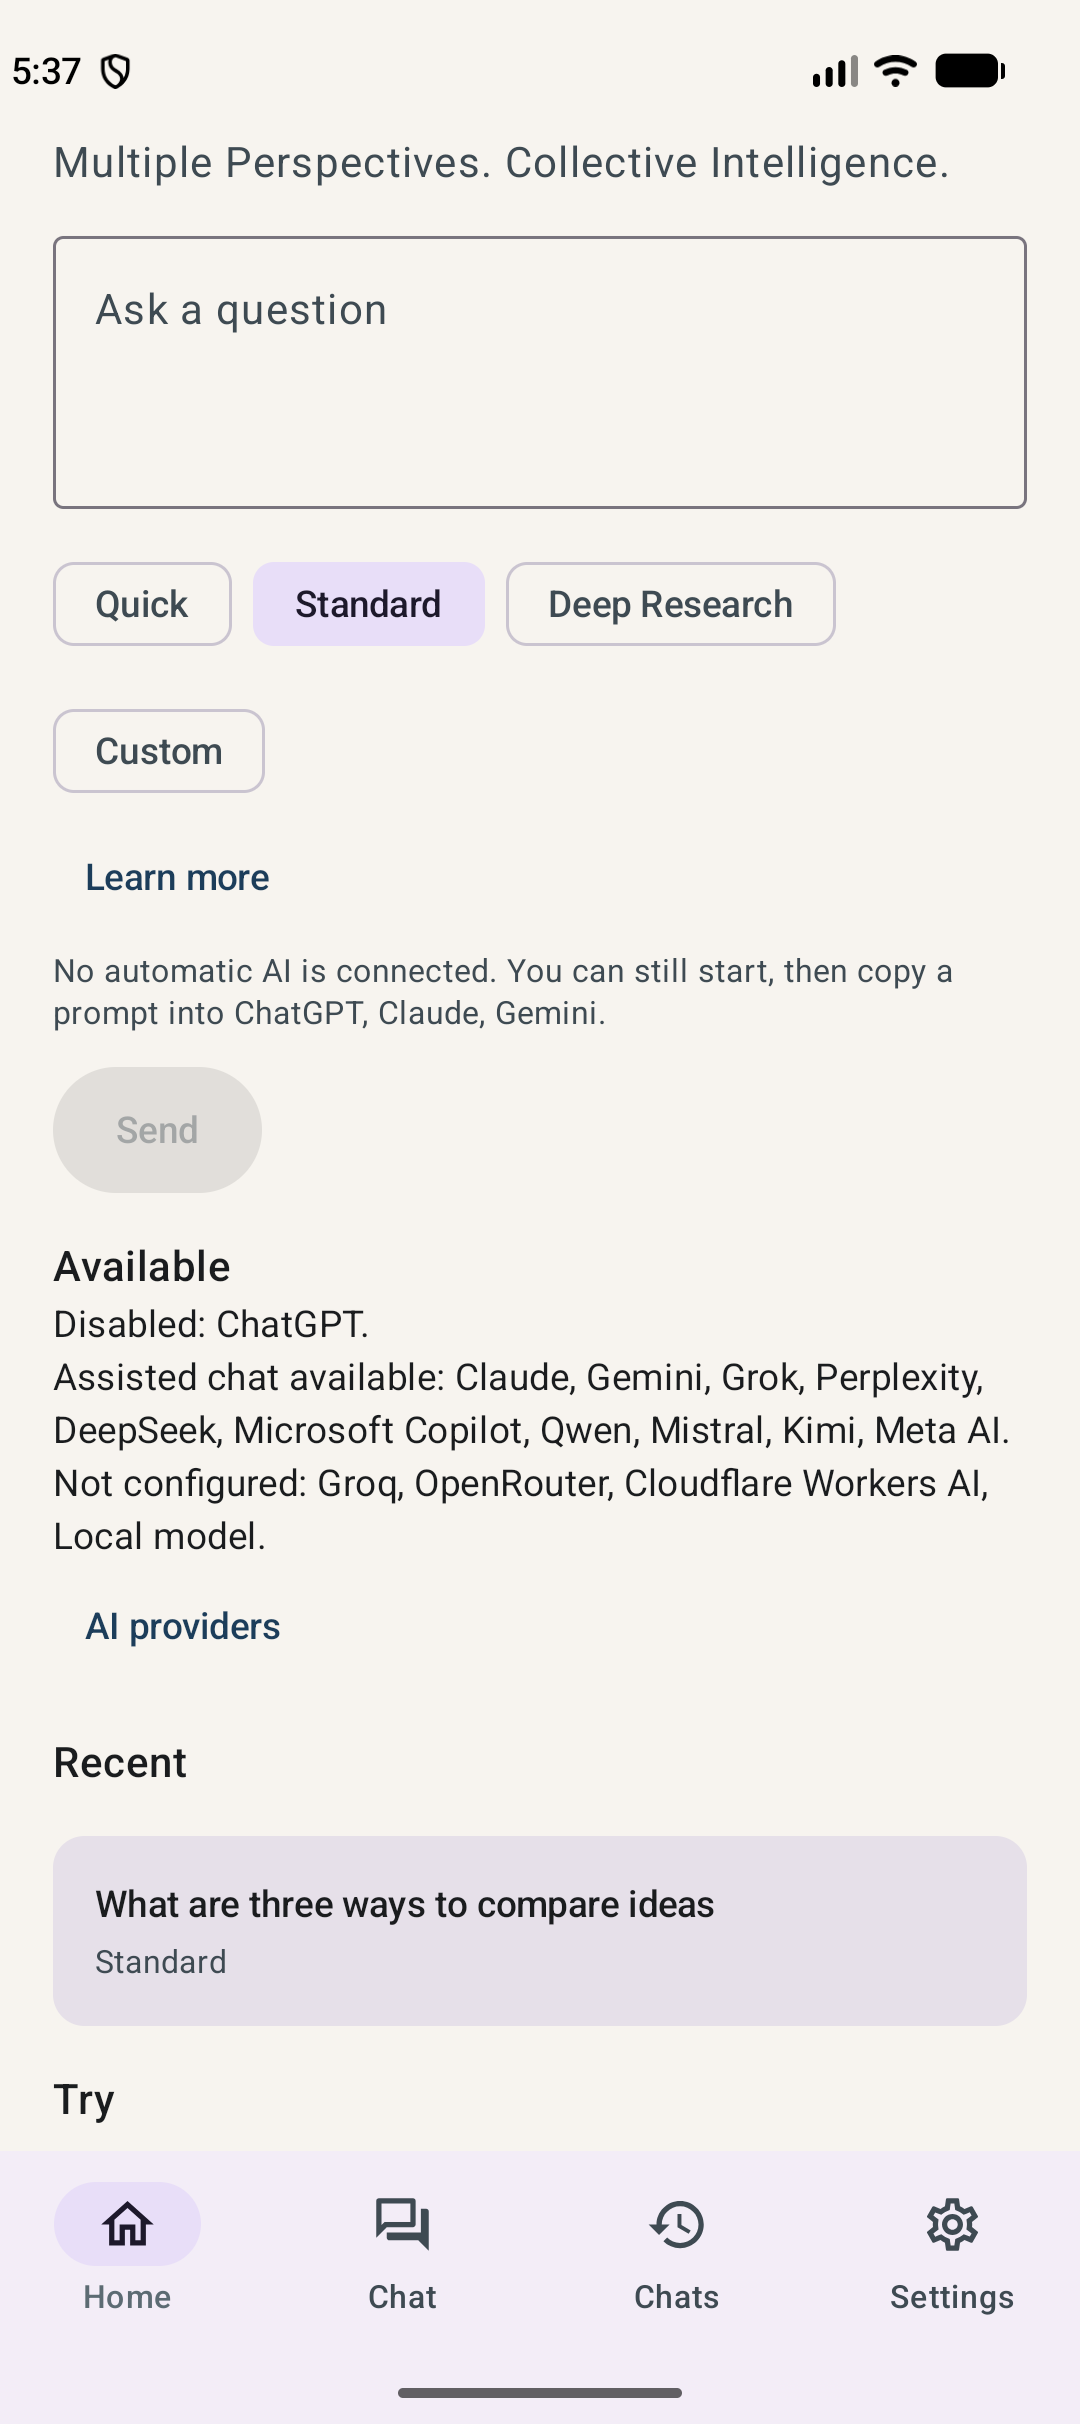 5:37
Multiple Perspectives. Collective Intelligence.
Ask a question
Quick
Standard
Deep Research
Custom
Learn more
No automatic AI is connected. You can still start, then copy a
prompt into ChatGPT, Claude, Gemini.
Send
Available
Disabled: ChatGPT.
Assisted chat available: Claude, Gemini, Grok, Perplexity,
DeepSeek, Microsoft Copilot, Qwen, Mistral, Kimi, Meta AI.
Not configured: Groq, OpenRouter, Cloudflare Workers AI,
Local model.
AI providers
Recent
What are three ways to compare ideas
Standard
Try
Home
Chat
Chats
Settings